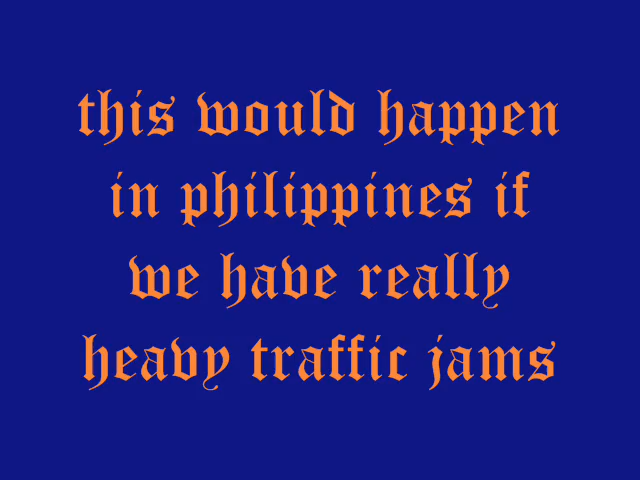 this would happen
in philippines if
we have really
heavy traffic jams